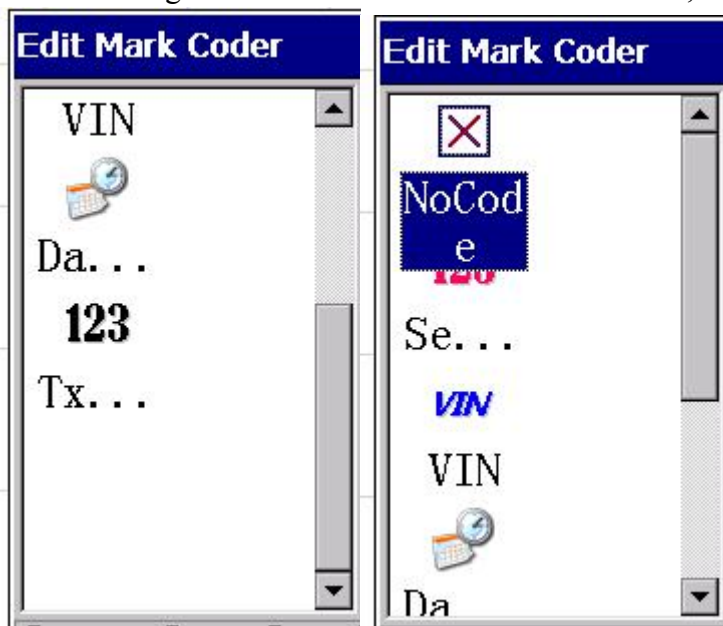 Edit Mark Coder
VIN
Da...
123
Tx...
Edit Mark Coder
NoCod
e
Se...
VIN
VIN
Da